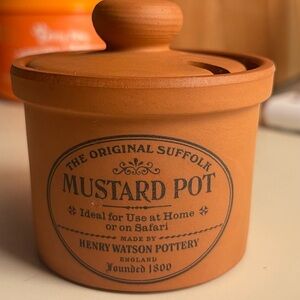 THE ORIGINAL SUFFOLK
MUSTARD POT
Ideal for Use at Home
or on Safari
MADE BY
HENRY WATSON POTTERY
ENGLAND
Founded 1800